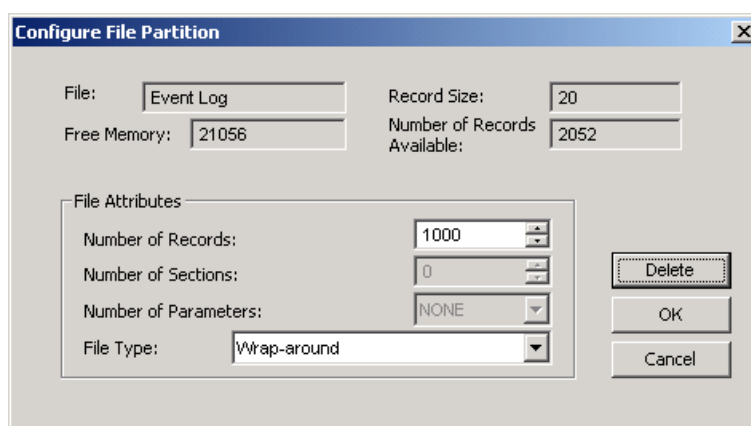 Configure File Partition
File: Event Log
Record Size: 20
Free Memory: 21056
Number of Records Available: 2052
File Attributes
Number of Records: 1000
Number of Sections: 0
Number of Parameters: NONE
File Type: Wrap-around
Delete
OK
Cancel